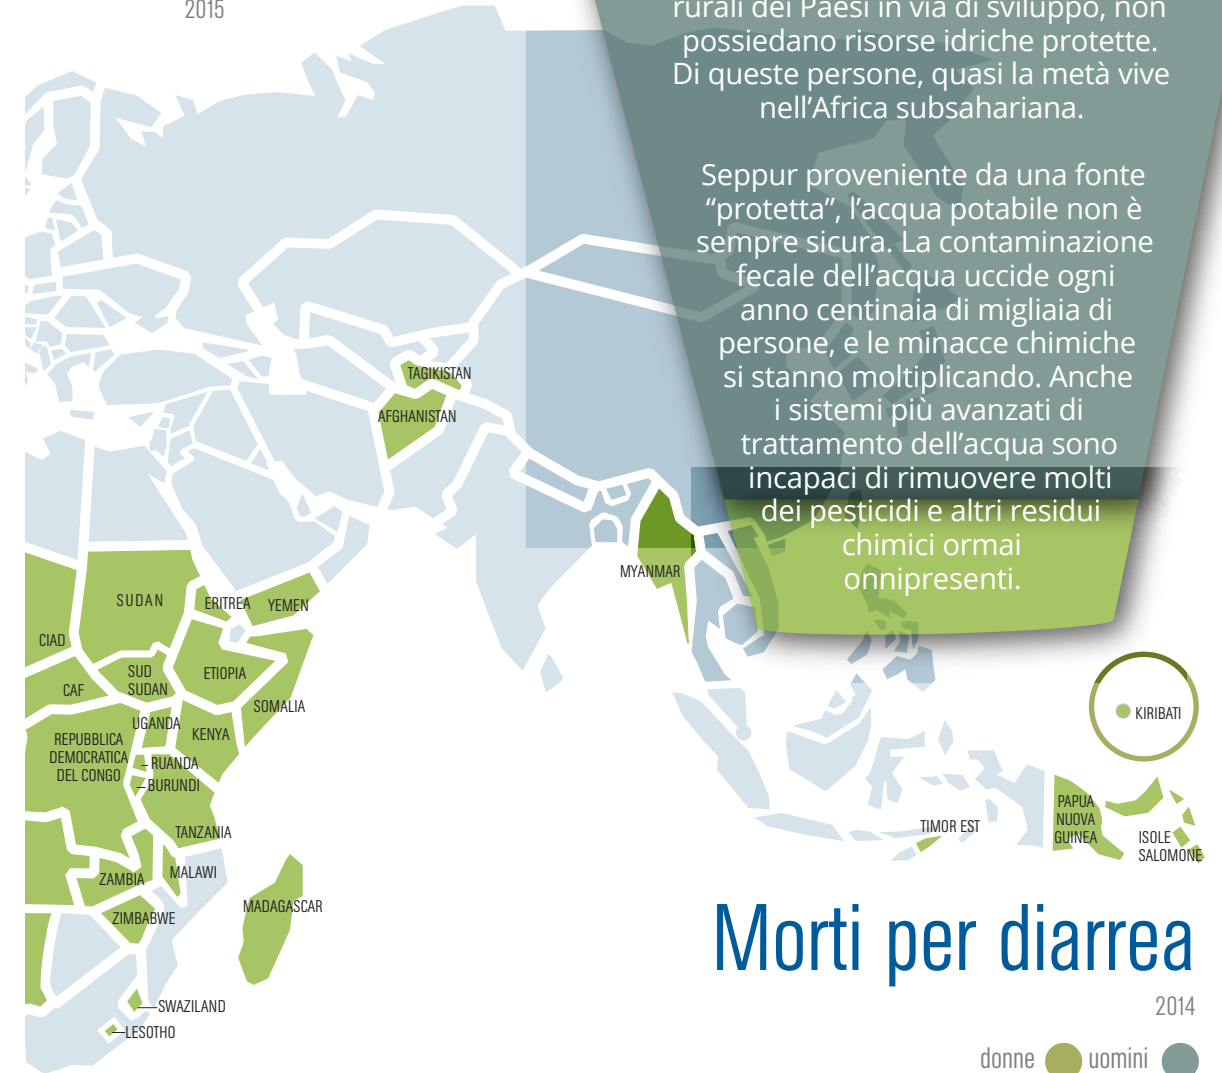 2015
rurali dei Paesi in via di sviluppo, non
possiedano risorse idriche protette.
Di queste persone, quasi la metà vive
nell'Africa subsahariana.
Seppur proveniente da una fonte
“protetta”, l'acqua potabile non è
sempre sicura. La contaminazione
fecale dell'acqua uccide ogni
anno centinaia di migliaia di
persone, e le minacce chimiche
si stanno moltiplicando. Anche
i sistemi più avanzati di
trattamento dell'acqua sono
incapaci di rimuovere molti
dei pesticidi e altri residui
chimici ormai
onnipresenti.
TAGIKISTAN
AFGHANISTAN
MYANMAR
SUDAN
ERITREA
YEMEN
CIAD
SUD
SUDAN
ETIOPIA
CAF
SOMALIA
UGANDA
KENYA
REPUBBLICA
DEMOCRATICA
DEL CONGO
RUANDA
BURUNDI
TANZANIA
ZAMBIA
MALAWI
ZIMBABWE
MADAGASCAR
SWAZILAND
LESOTHO
KIRIBATI
TIMOR EST
PAPUA
NUOVA
GUINEA
ISOLE
SALOMONE
Morti per diarrea
2014
donne uomini